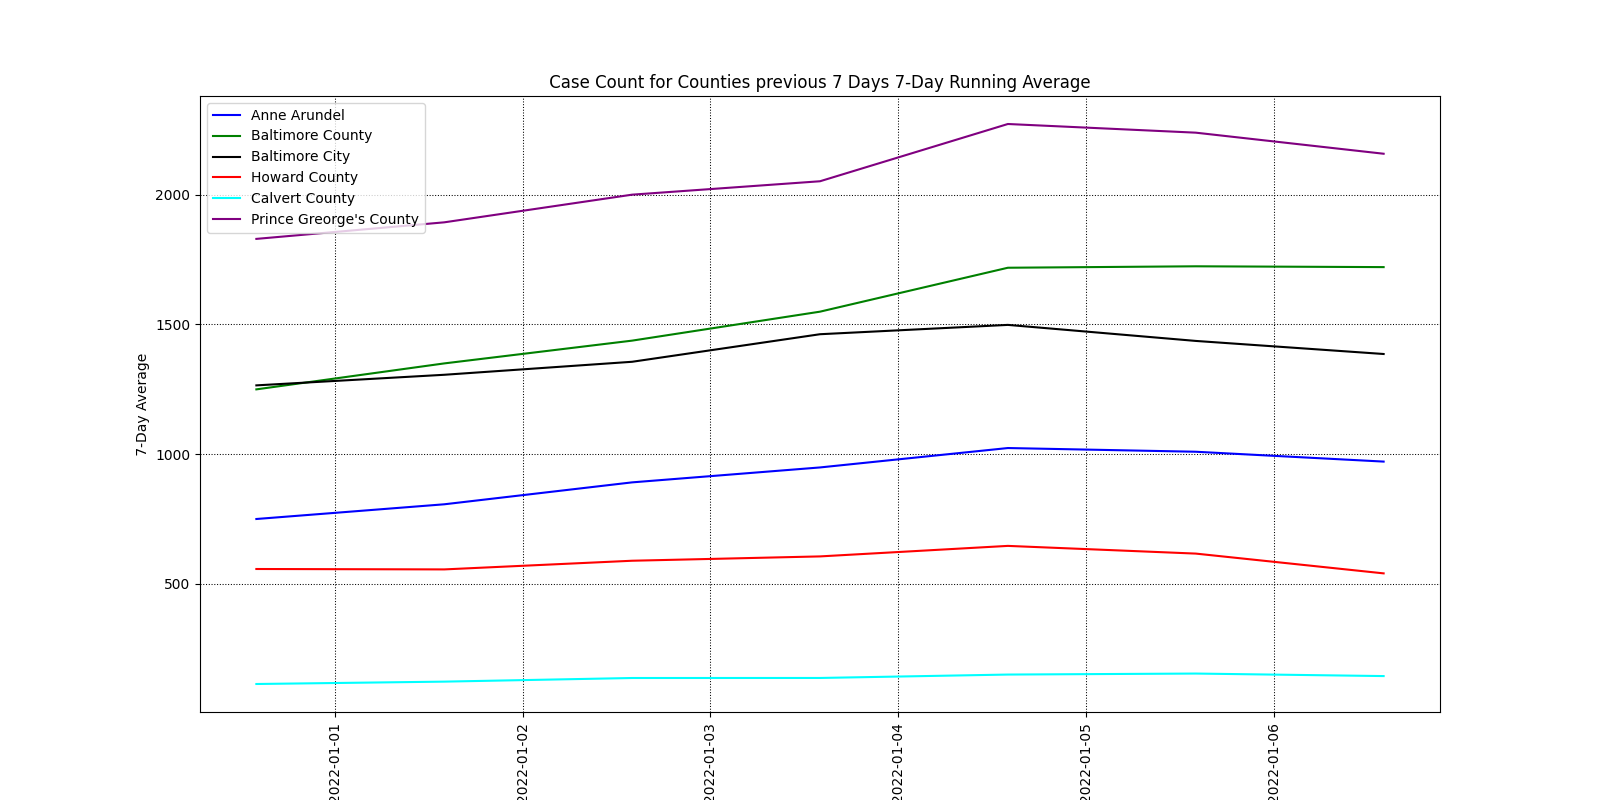 Case Count for Counties previous 7 Days 7-Day Running Average
Anne Arundel
Baltimore County
Baltimore City
Howard County
Calvert County
Prince Greorge's County
7-Day Average
2000
1500
1000
500
2022-01-01
2022-01-02
2022-01-03
2022-01-04
2022-01-05
2022-01-06